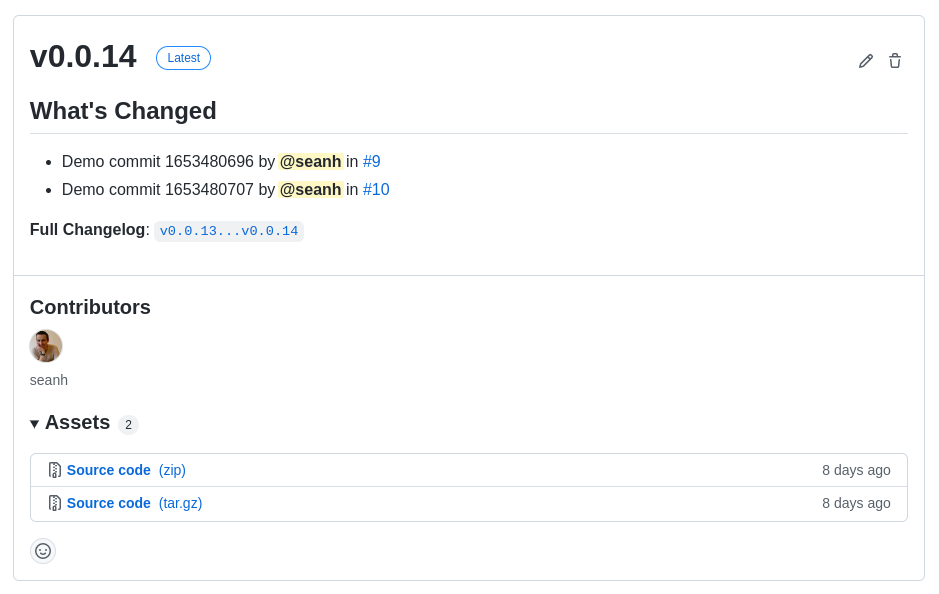 v0.0.14 Latest
What's Changed
Demo commit 1653480696 by @seanh in #9
Demo commit 1653480707 by @seanh in #10
Full Changelog: v0.0.13...v0.0.14
Contributors
seanh
Assets 2
Source code (zip) 8 days ago
Source code (tar.gz) 8 days ago